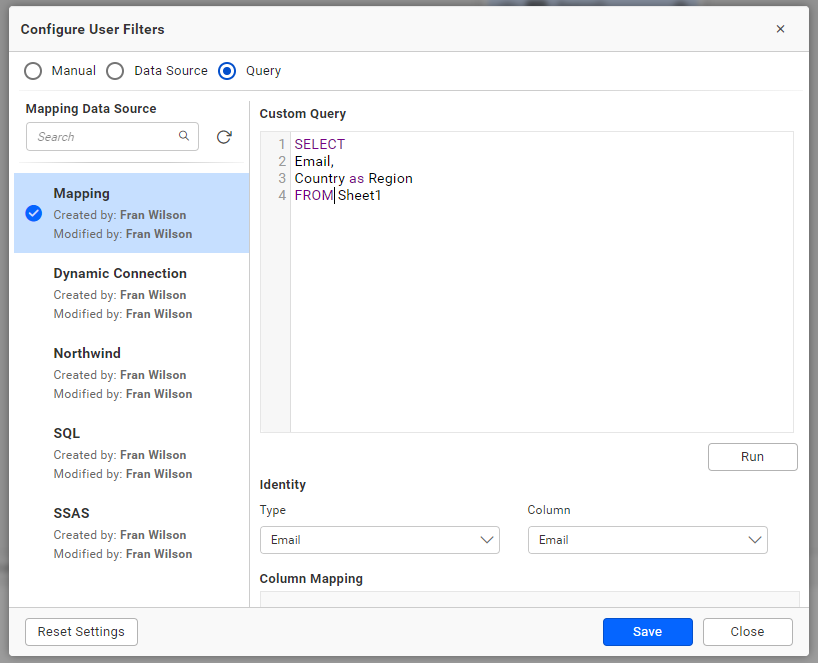 Configure User Filters
Manual Data Source Query
Mapping Data Source
Search
Mapping
Created by: Fran Wilson
Modified by: Fran Wilson
Dynamic Connection
Created by: Fran Wilson
Modified by: Fran Wilson
Northwind
Created by: Fran Wilson
Modified by: Fran Wilson
SQL
Created by: Fran Wilson
Modified by: Fran Wilson
SSAS
Created by: Fran Wilson
Modified by: Fran Wilson
Custom Query
1 SELECT
2 Email,
3 Country as Region
4 FROM Sheet1
Run
Identity
Type Column
Email Email
Column Mapping
Reset Settings Save Close